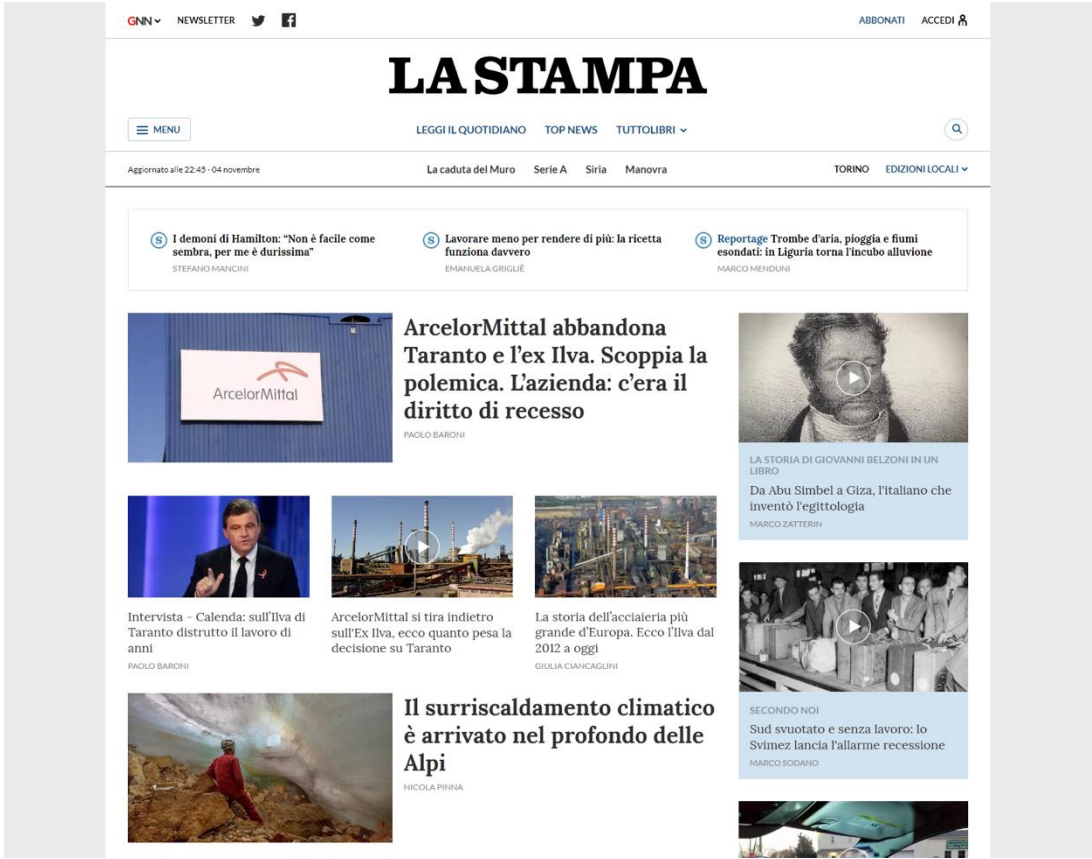 GNN NEWSLETTER
ABBONATI ACCEDI
LA STAMPA
MENU
LEGGI IL QUOTIDIANO TOP NEWS TUTTOLIBRI
Aggiornato alle 22:45 - 04 novembre
La caduta del Muro Serie A Siria Manovra
TORINO EDIZIONI LOCALI
S I demoni di Hamilton: “Non è facile come
sembra, per me è durissima”
STEFANO MANCINI
S Lavorare meno per rendere di più: la ricetta
funziona davvero
EMANUELA GRIGLIÈ
S Reportage Trombe d'aria, pioggia e fiumi
esondati: in Liguria torna l'incubo alluvione
MARCO MENDUNI
ArcelorMittal
ArcelorMittal abbandona
Taranto e l’ex Ilva. Scoppia la
polemica. L’azienda: c’era il
diritto di recesso
PAOLO BARONI
Intervista – Calenda: sull’Ilva di
Taranto distrutto il lavoro di
anni
PAOLO BARONI
ArcelorMittal si tira indietro
sull'Ex Ilva, ecco quanto pesa la
decisione su Taranto
La storia dell’acciaieria più
grande d’Europa. Ecco l’Ilva dal
2012 a oggi
GIULIA CIANCAGLINI
Il surriscaldamento climatico
è arrivato nel profondo delle
Alpi
NICOLA PINNA
LA STORIA DI GIOVANNI BELZONI IN UN
LIBRO
Da Abu Simbel a Giza, l'italiano che
inventò l'egittologia
MARCO ZATTERIN
SECONDO NOI
Sud svuotato e senza lavoro: lo
Svimez lancia l'allarme recessione
MARCO SODANO